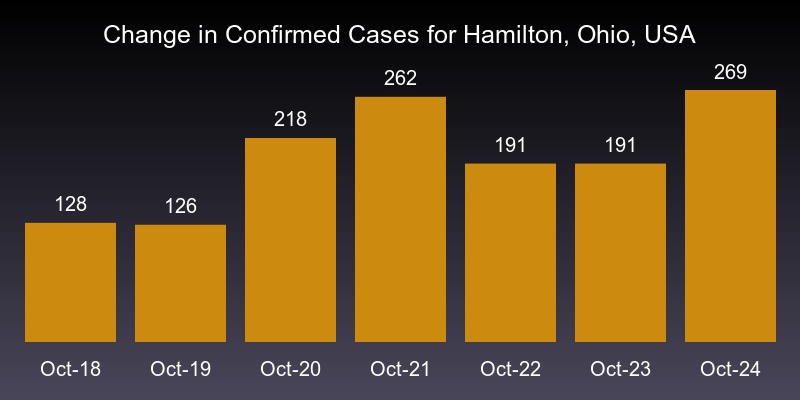 Change in Confirmed Cases for Hamilton, Ohio, USA
128 126 218 262 191 191 269
Oct-18 Oct-19 Oct-20 Oct-21 Oct-22 Oct-23 Oct-24